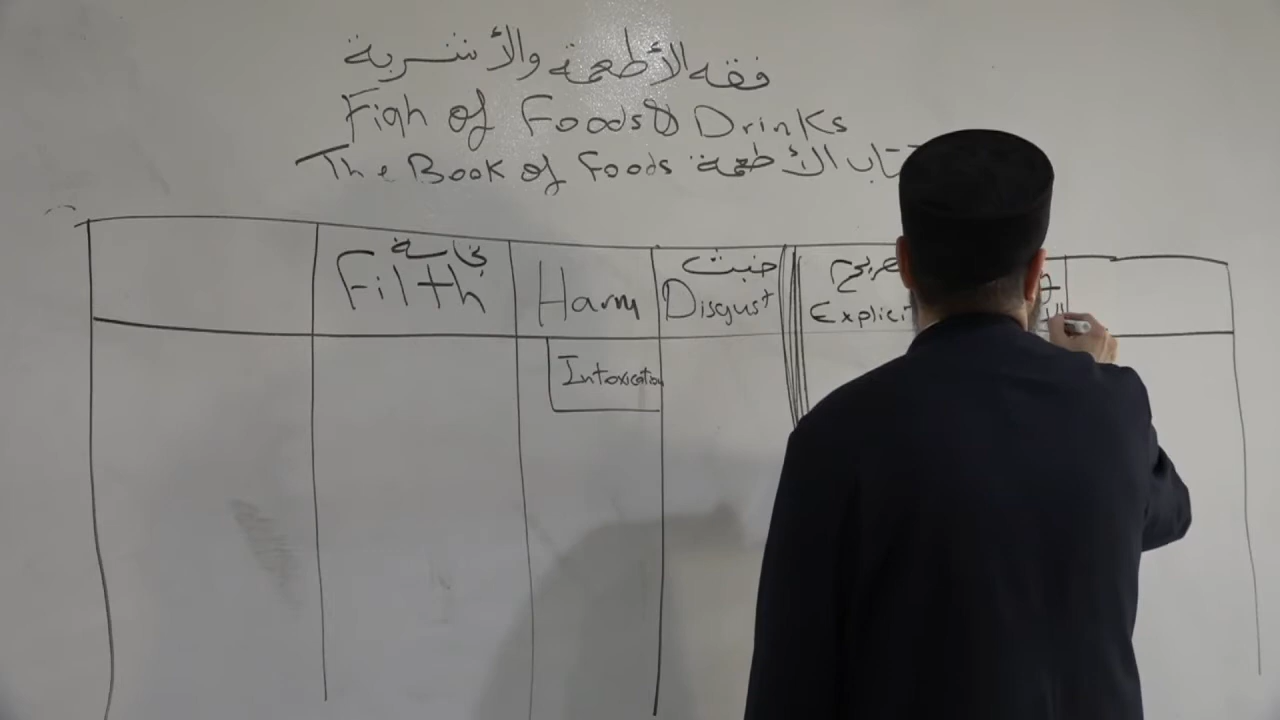 فقه الأطعمة والأشربة
Fiqh of Foods & Drinks
The Book of Foods كتاب الأطعمة
نجاسة
Filth
Harm
خبث
Disgust
صريح
Explicit
Intoxication